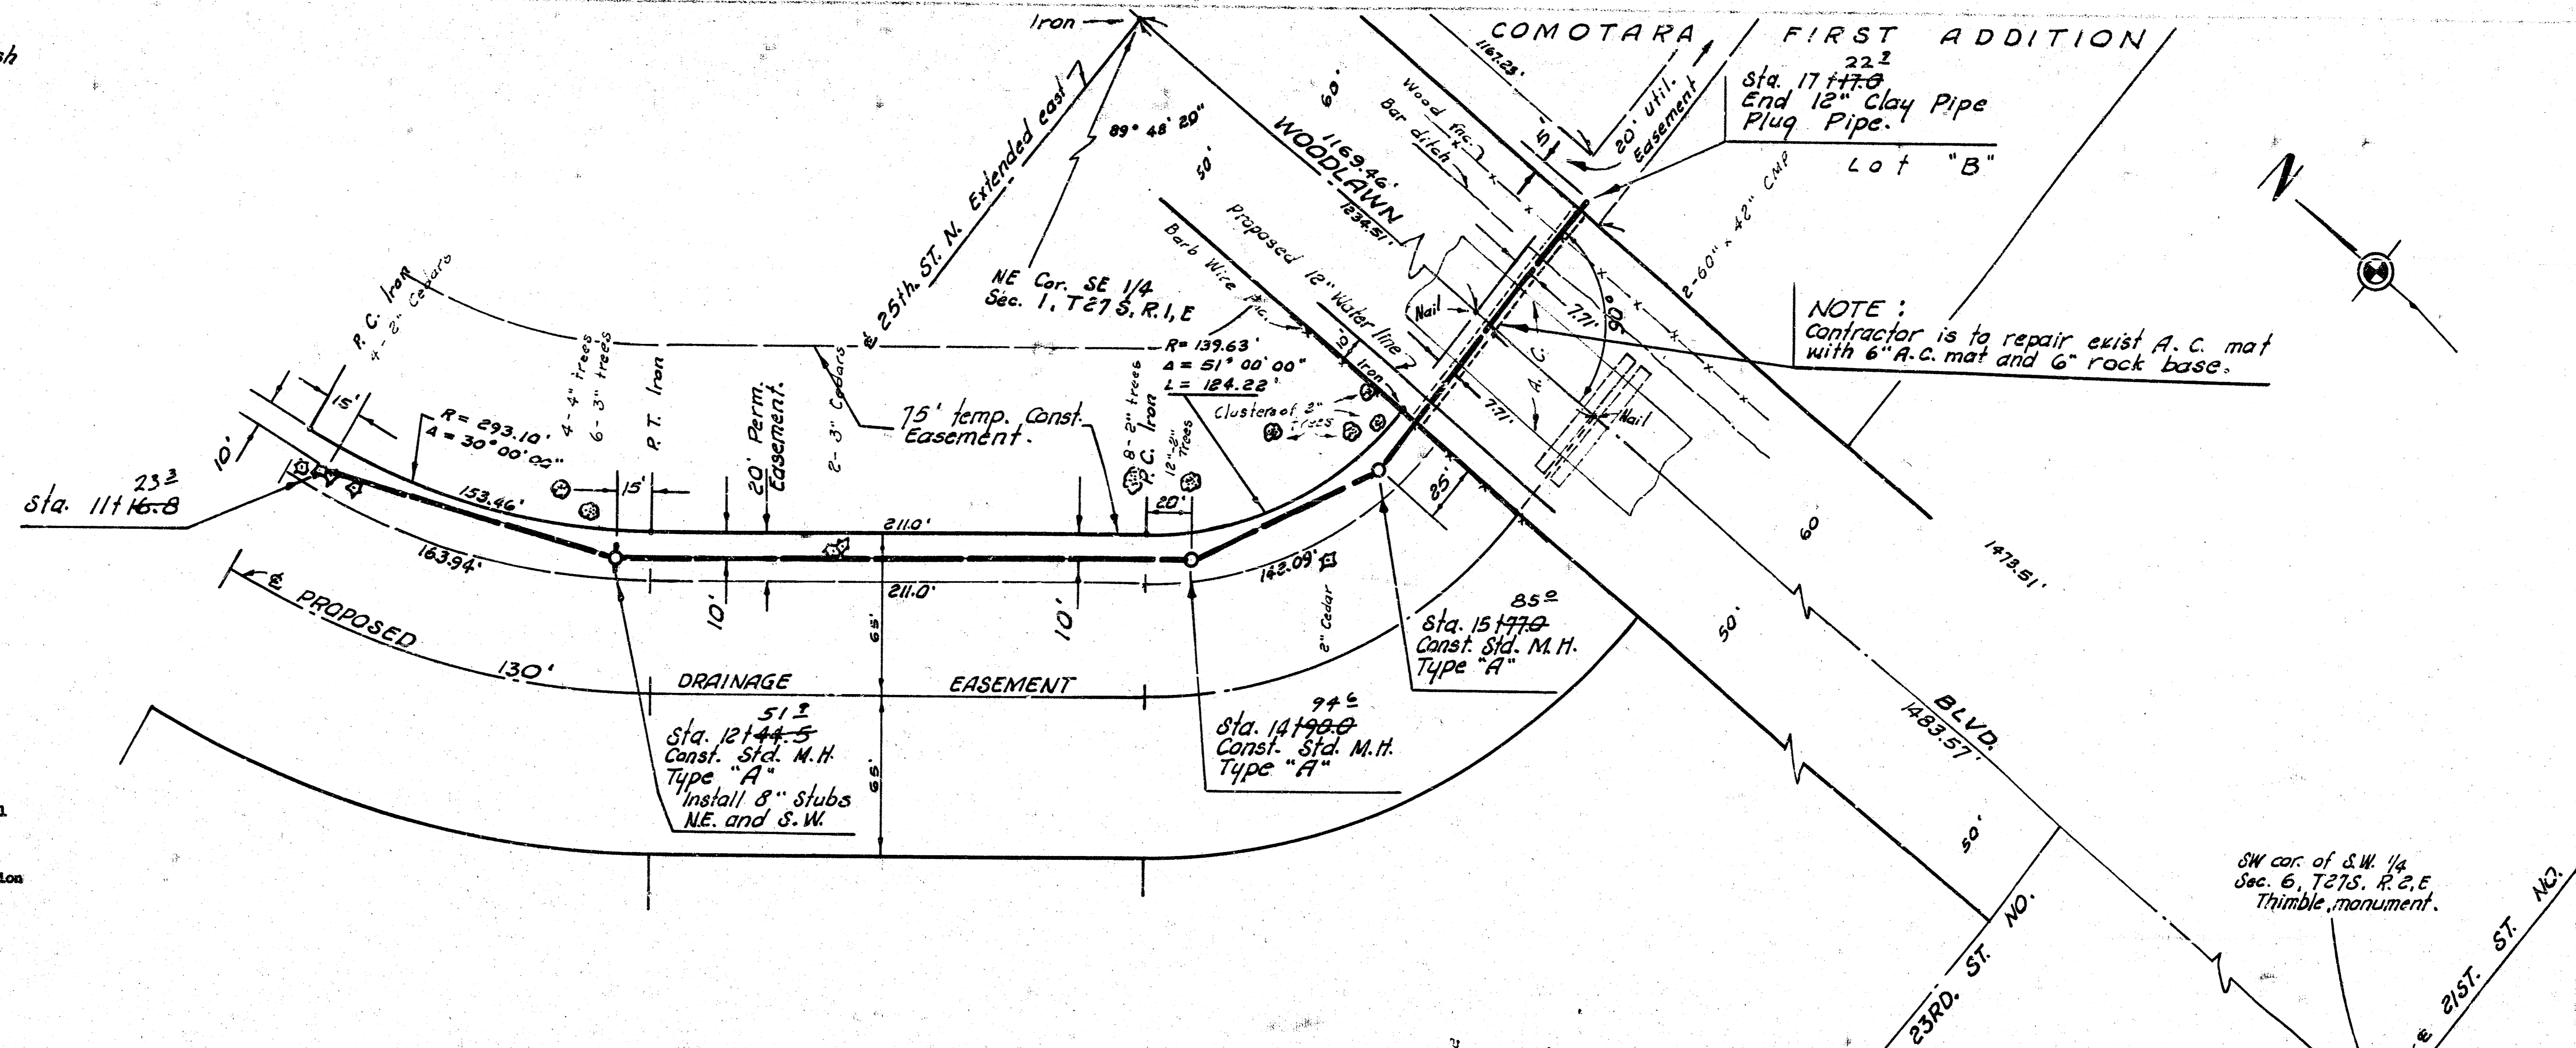 sh
Iron
COMOTARA FIRST ADDITION
1167.23'
22 9
Sta. 17+17.0
End 12" Clay Pipe
Plug Pipe.
Lot "B"
20' Util.
Easement
5'
60'
Wood Fnc.
Bar ditch
WOODLAWN
1169.46'
1234.51'
2-60" x 42" CMP
N
25th. ST. N. Extended east
89° 48' 20"
50'
Proposed 12" Water line
Barb Wire Fnc.
NE Cor. SE 1/4
Sec. 1, T27S, R.1,E
Nail
7.71'
90°
NOTE :
Contractor is to repair exist A.C. mat
with 6" A.C. mat and 6" rock base.
A. C.
7.71'
Nail
10'
Iron
R= 139.63'
Δ = 51° 00' 00"
L= 124.22'
Clusters of 2"
trees
P. C. Iron
4 - 2" Cedars
15'
10'
R= 293.10'
Δ = 30° 00' 00"
4 - 4" trees
6 - 3" trees
P.T. Iron
20' Perm.
Easement.
2 - 3" Cedars
75' temp. Const.
Easement.
8 - 2" trees
P.C. Iron
12"-2"
Trees
15'
20'
25'
23 3
Sta. 11+16.8
153.46'
211.0'
163.94'
211.0'
142.09'
10'
10'
65'
2" Cedar
℄ PROPOSED
130'
DRAINAGE EASEMENT
65'
51 9
Sta. 12+44.5
Const. Std. M.H.
Type "A"
Install 8" Stubs
N.E. and S.W.
94 6
Sta. 14+90.0
Const. Std. M.H.
Type "A"
85 0
Sta. 15+77.0
Const. Std. M.H.
Type "A"
60
50'
1473.51'
BLVD.
1483.57'
50'
SW cor. of S.W. 1/4
Sec. 6, T27S. R.2,E,
Thimble monument.
23RD. ST. NO.
℄ 21ST. ST. NO.